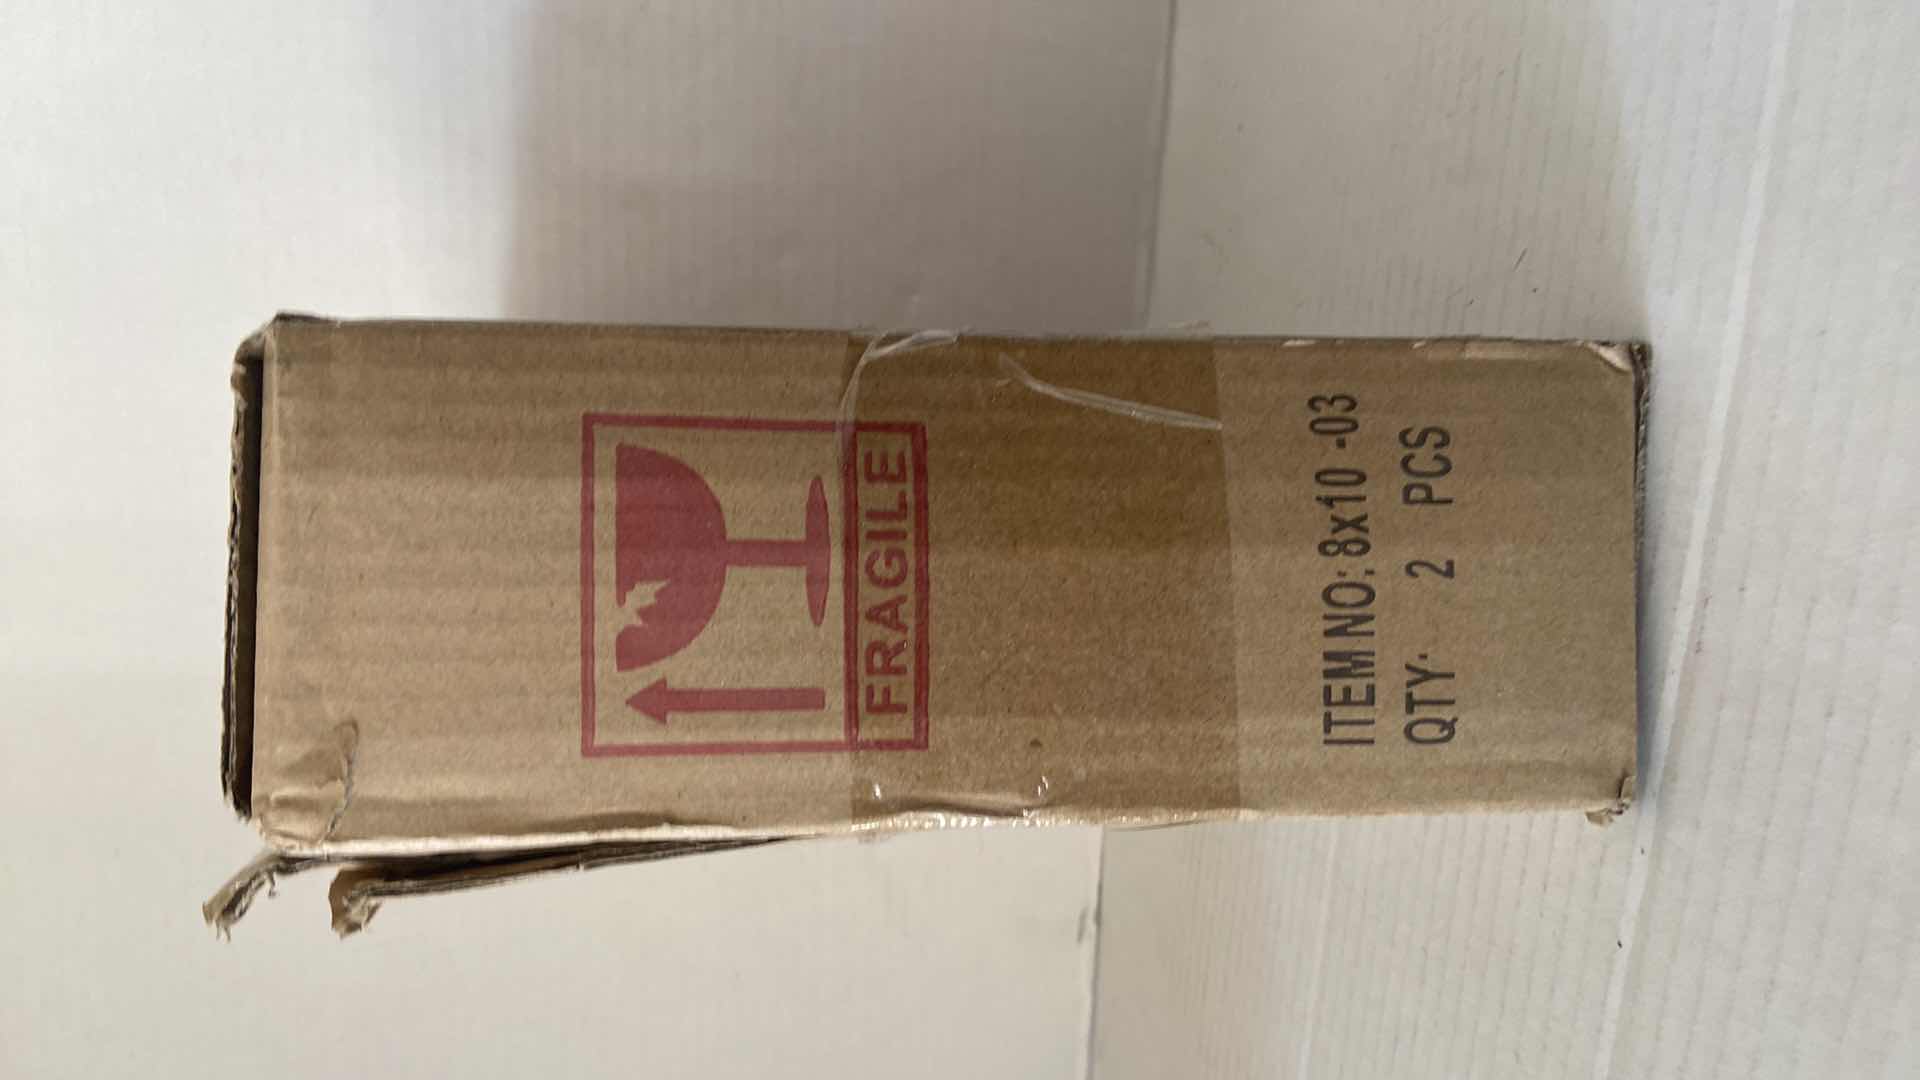 FRAGILE
ITEM NO: 8x10 -03
QTY: 2 PCS